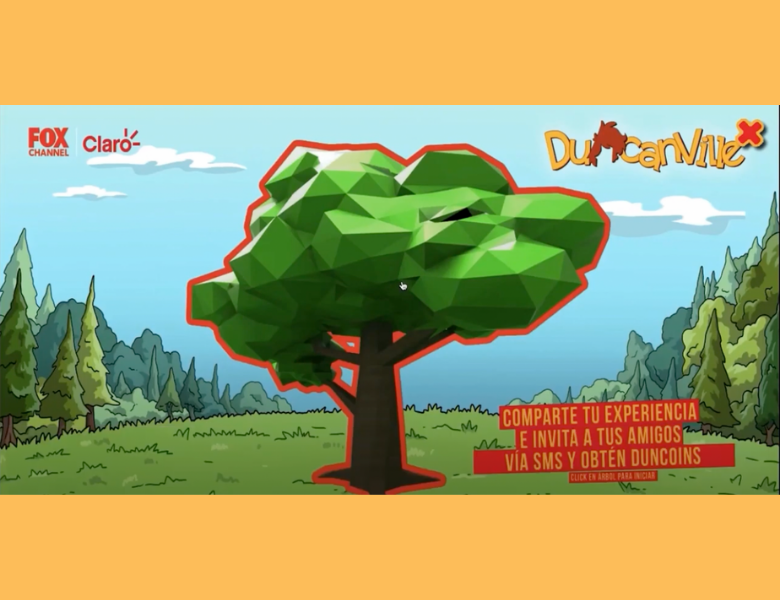 FOX
CHANNEL
Claro-
DuncanVille
COMPARTE TU EXPERIENCIA
E INVITA A TUS AMIGOS
VÍA SMS Y OBTÉN DUNCOINS
CLICK EN ÁRBOL PARA INICIAR